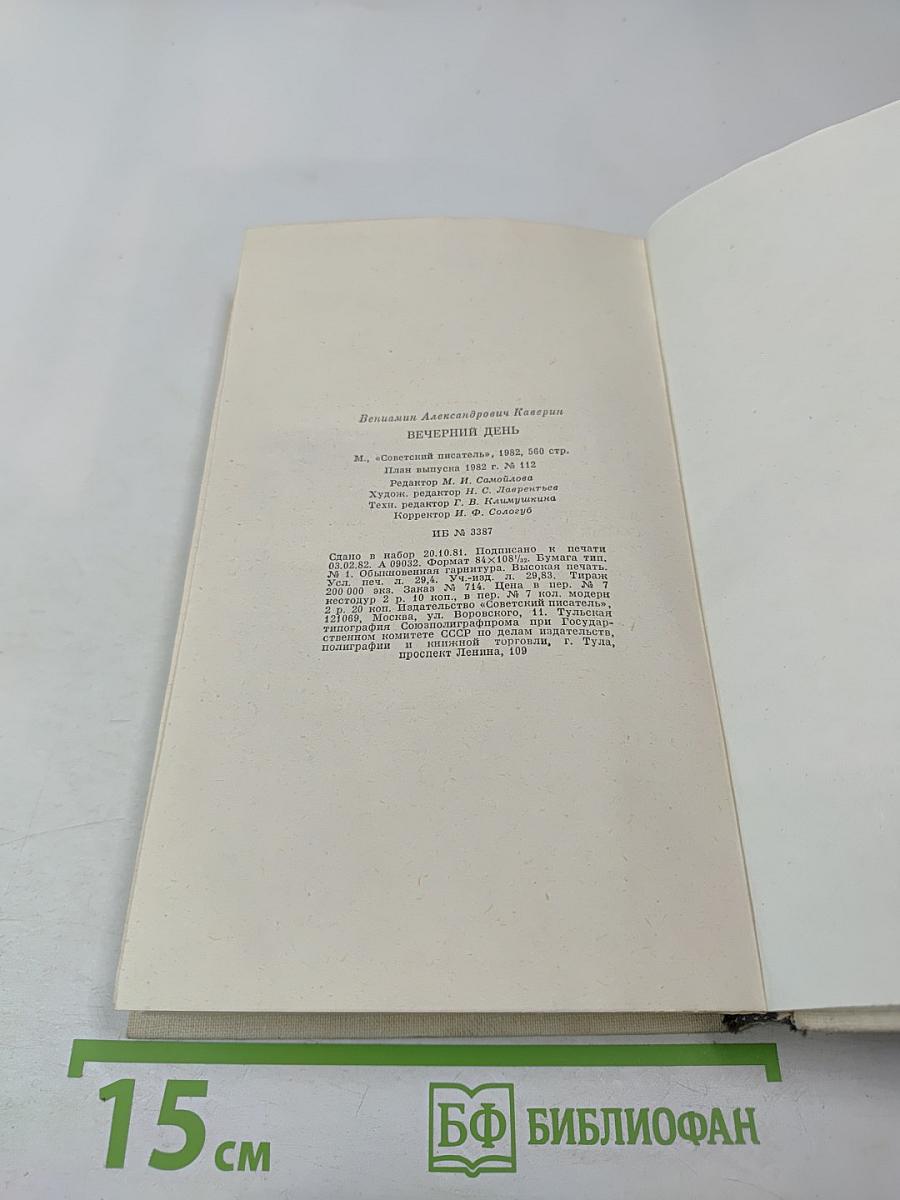 Вениамин Александрович Каверин
ВЕЧЕРНИЙ ДЕНЬ
М., «Советский писатель», 1982, 560 стр.
План выпуска 1982 г. № 112
Редактор М. И. Самойлова
Худож. редактор Н. С. Лаврентьев
Техн. редактор Г. В. Климушкина
Корректор И. Ф. Сологуб
ИБ № 3387
Сдано в набор 20.10.81. Подписано к печати
03.02.82. А 09032. Формат 84×108¹/₃₂. Бумага тип.
№ 1. Обыкновенная гарнитура. Высокая печать.
Усл. печ. л. 29,4. Уч.-изд. л. 29,83. Тираж
200 000 экз. Заказ № 714. Цена в пер. № 7
вестодур 2 р. 10 коп., в пер. № 7 кол. модерн
2 р. 20 коп. Издательство «Советский писатель»,
121069, Москва, ул. Воровского, 11. Тульская
типография Союзполиграфпрома при Государ-
ственном комитете СССР по делам издательств,
полиграфии и книжной торговли, г. Тула,
проспект Ленина, 109
15 см
БФ БИБЛИОФАН